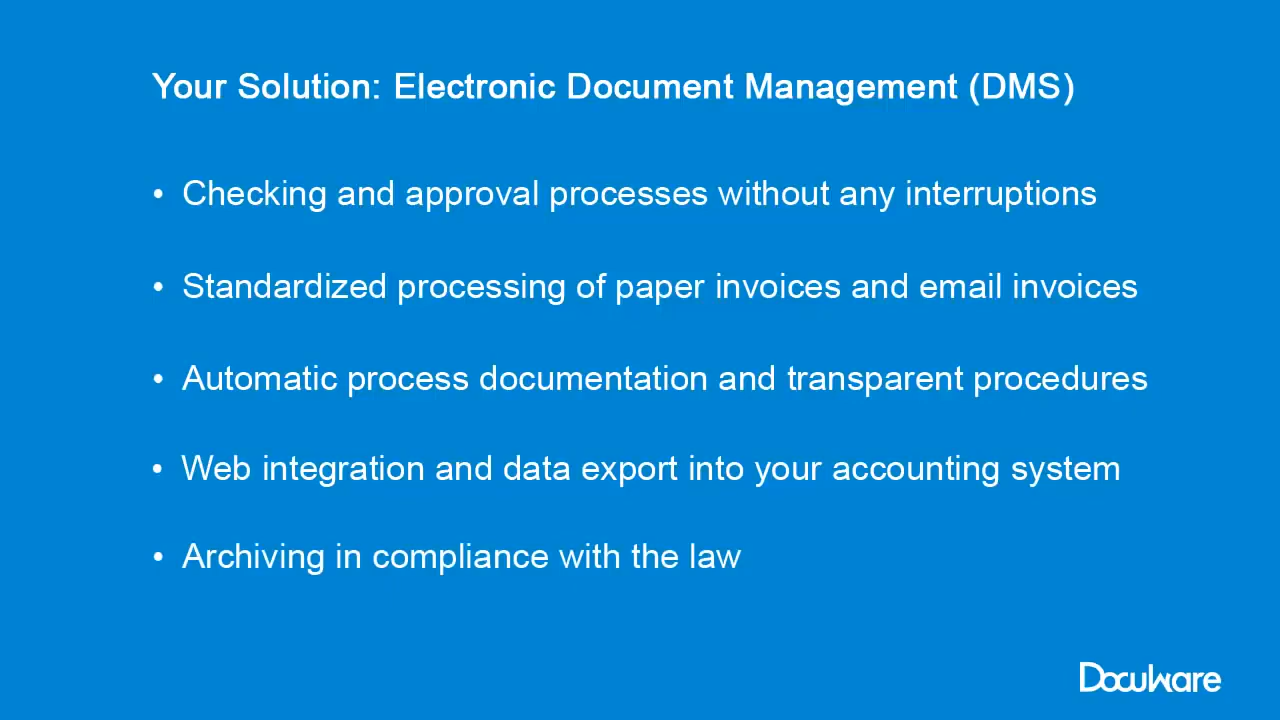 Your Solution: Electronic Document Management (DMS)
• Checking and approval processes without any interruptions
• Standardized processing of paper invoices and email invoices
• Automatic process documentation and transparent procedures
• Web integration and data export into your accounting system
• Archiving in compliance with the law
DocuWare